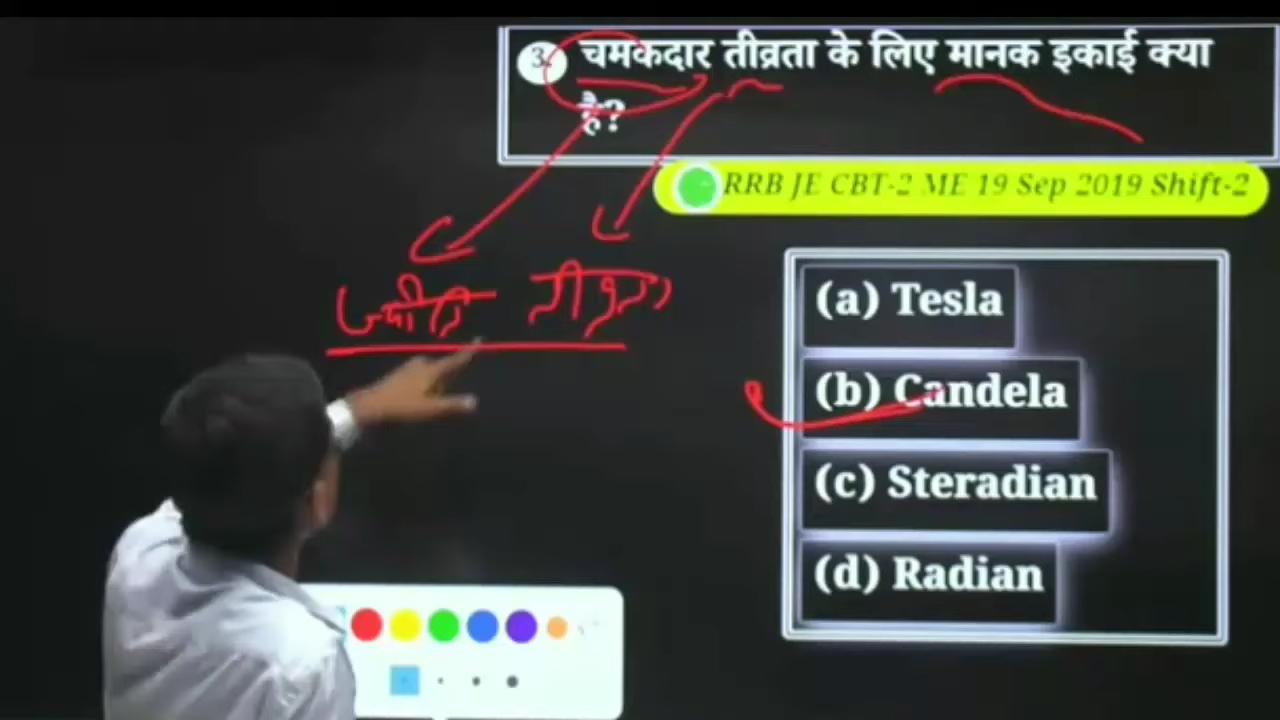 3. चमकदार तीव्रता के लिए मानक इकाई क्या
है?
RRB JE CBT-2 ME 19 Sep 2019 Shift-2
ज्योति तीव्रता
(a) Tesla
(b) Candela
(c) Steradian
(d) Radian